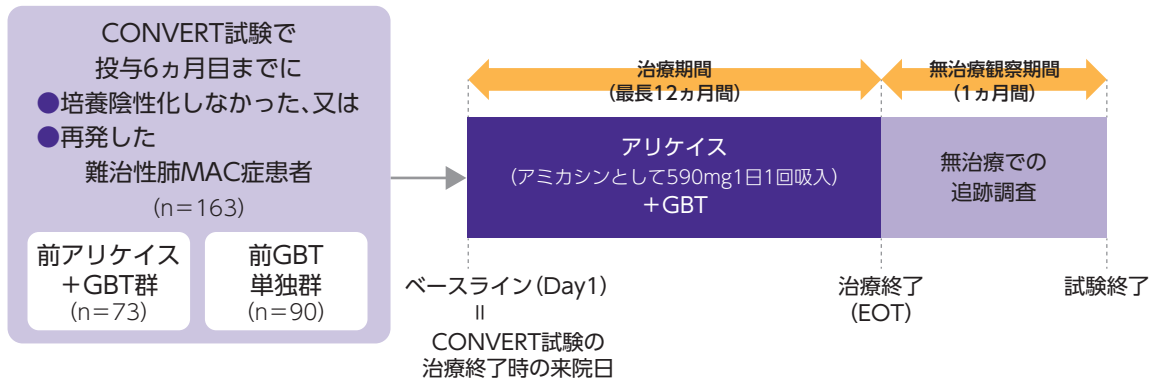 CONVERT試験で
投与6ヵ月目までに
●培養陰性化しなかった、又は
●再発した
難治性肺MAC症患者
(n＝163)
前アリケイス
＋GBT群
(n＝73)
前GBT
単独群
(n＝90)
治療期間
(最長12ヵ月間)
無治療観察期間
(1ヵ月間)
アリケイス
(アミカシンとして590mg1日1回吸入)
＋GBT
無治療での
追跡調査
ベースライン(Day1)
＝
CONVERT試験の
治療終了時の来院日
治療終了
(EOT)
試験終了